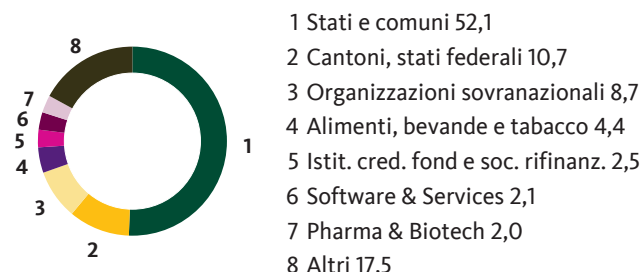 8
7
6
5
4
3
2
1
1 Stati e comuni 52,1
2 Cantoni, stati federali 10,7
3 Organizzazioni sovranazionali 8,7
4 Alimenti, bevande e tabacco 4,4
5 Istit. cred. fond e soc. rifinanz. 2,5
6 Software & Services 2,1
7 Pharma & Biotech 2,0
8 Altri 17,5